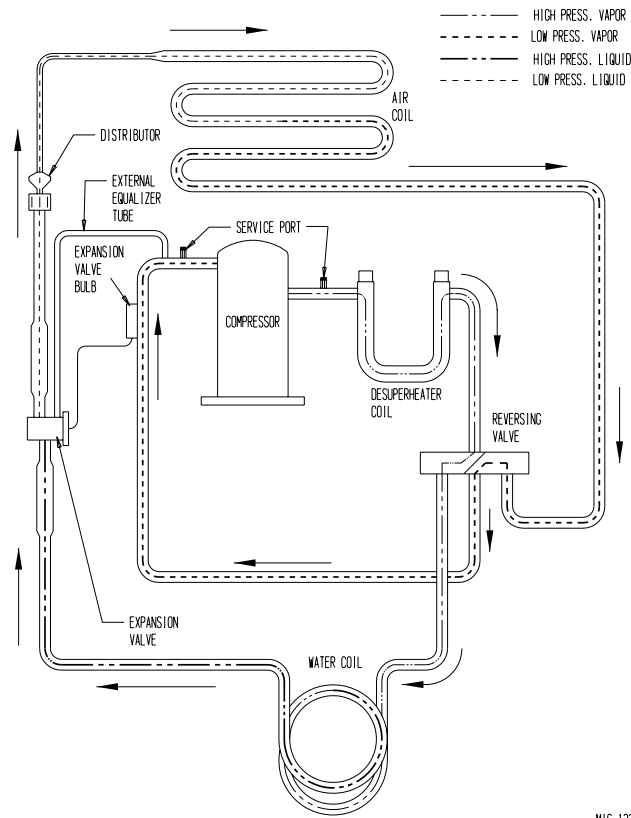 HIGH PRESS. VAPOR
LOW PRESS. VAPOR
HIGH PRESS. LIQUID
LOW PRESS. LIQUID
AIR
COIL
DISTRIBUTOR
EXTERNAL
EQUALIZER
TUBE
SERVICE PORT
EXPANSION
VALVE
BULB
COMPRESSOR
DESUPERHEATER
COIL
REVERSING
VALVE
EXPANSION
VALVE
WATER COIL